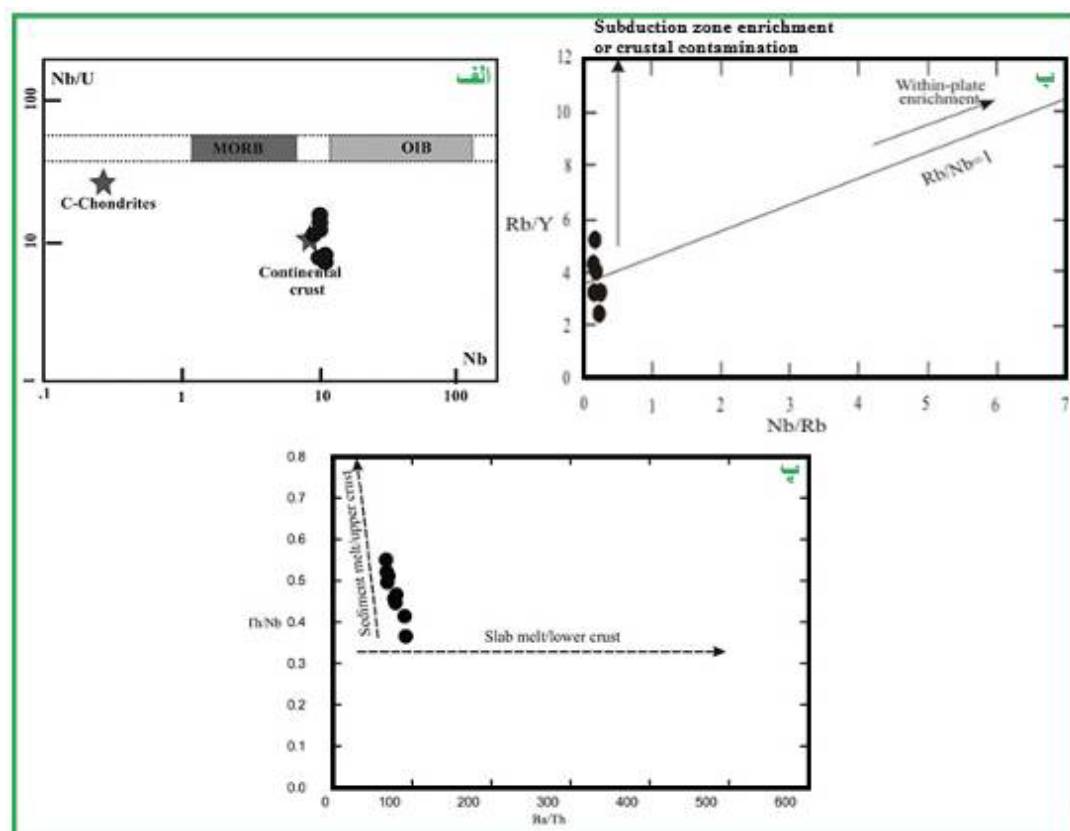 Nb/U
الف
100
MORB
OIB
C-Chondrites
10
Continental
crust
Nb
1
.1
1
10
100
Subduction zone enrichment
or crustal contamination
12
ب
Within-plate
enrichment
10
8
Rb/Nb=1
6
Rb/Y
4
2
0
0
1
2
3
4
5
6
7
Nb/Rb
0.8
پ
0.7
0.6
Sediment melt/upper crust
0.5
Th/Nb
0.4
Slab melt/lower crust
0.3
0.2
0.1
0.0
0
100
200
300
400
500
600
Ba/Th